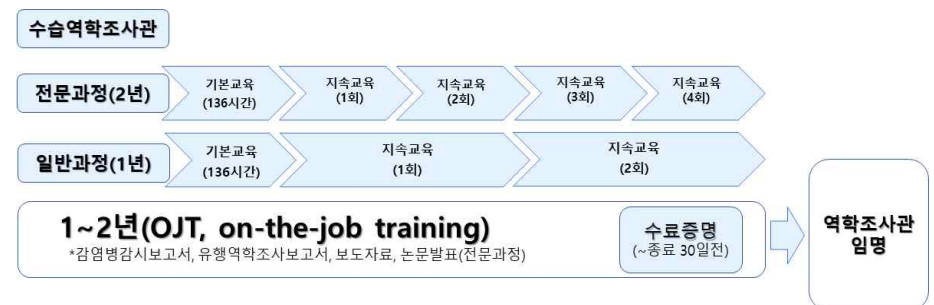 수습역학조사관
전문과정(2년)
기본교육
(136시간)
지속교육
(1회)
지속교육
(2회)
지속교육
(3회)
지속교육
(4회)
일반과정(1년)
기본교육
(136시간)
지속교육
(1회)
지속교육
(2회)
1~2년(OJT, on-the-job training)
*감염병감시보고서, 유행역학조사보고서, 보도자료, 논문발표(전문과정)
수료증명
(~종료 30일전)
역학조사관
임명